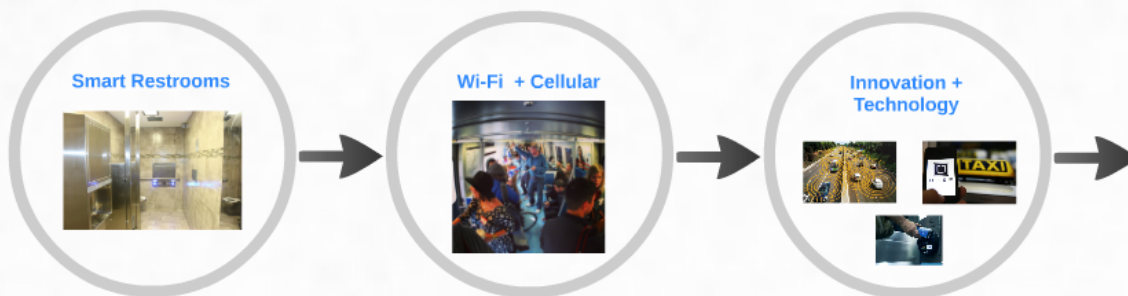 Smart Restrooms
Wi-Fi + Cellular
Innovation +
Technology
TAXI